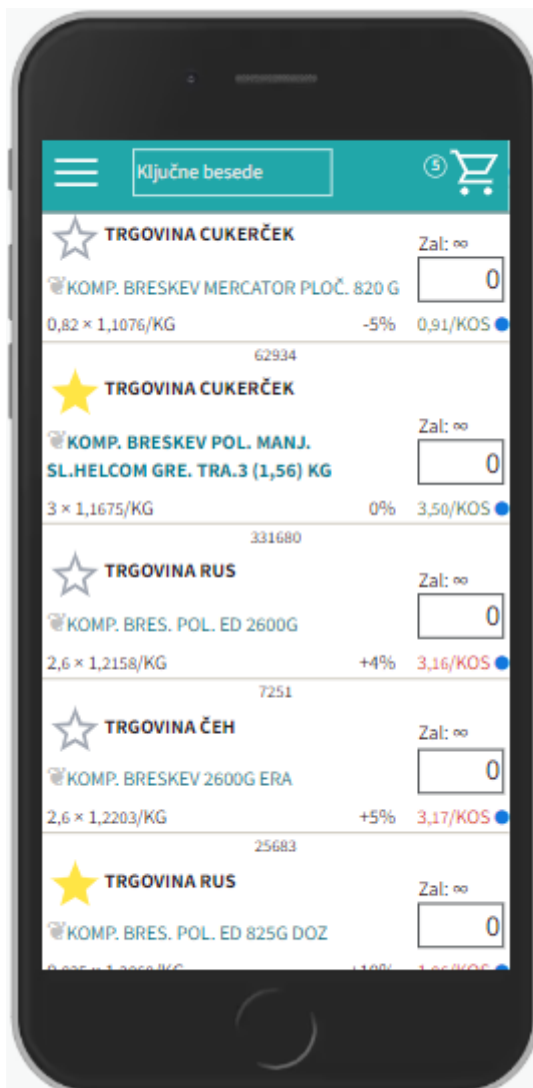 Ključne besede
5
TRGOVINA CUKERČEK
Zal: ∞
0
KOMP. BRESKEV MERCATOR PLOČ. 820 G
0,82 × 1,1076/KG -5% 0,91/KOS
62934
TRGOVINA CUKERČEK
Zal: ∞
KOMP. BRESKEV POL. MANJ.
0
SL.HELCOM GRE. TRA.3 (1,56) KG
3 × 1,1675/KG 0% 3,50/KOS
331680
TRGOVINA RUS
Zal: ∞
0
KOMP. BRES. POL. ED 2600G
2,6 × 1,2158/KG +4% 3,16/KOS
7251
TRGOVINA ČEH
Zal: ∞
0
KOMP. BRESKEV 2600G ERA
2,6 × 1,2203/KG +5% 3,17/KOS
25683
TRGOVINA RUS
Zal: ∞
0
KOMP. BRES. POL. ED 825G DOZ